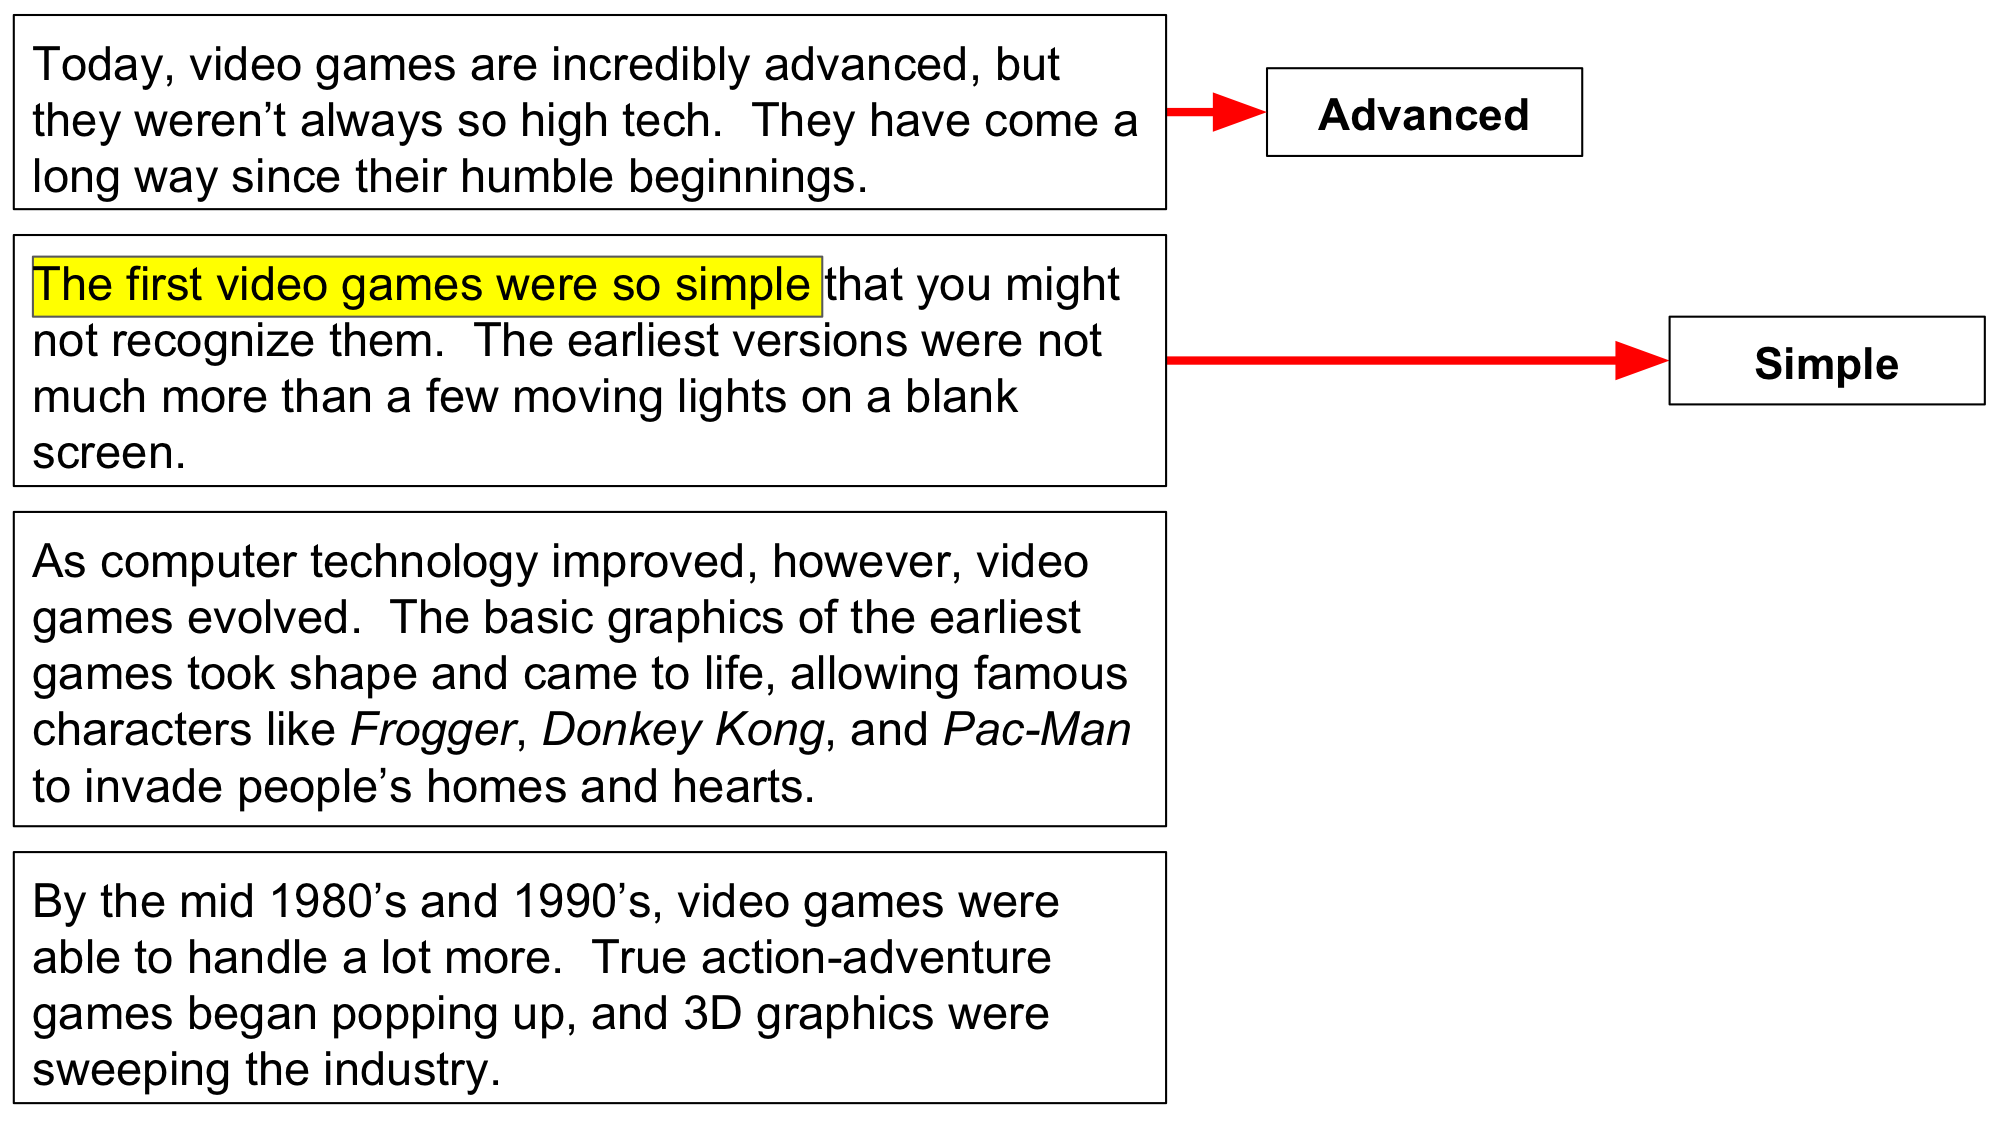 Today, video games are incredibly advanced, but
they weren’t always so high tech.  They have come a
long way since their humble beginnings.
Advanced
The first video games were so simple that you might
not recognize them.  The earliest versions were not
much more than a few moving lights on a blank
screen.
Simple
As computer technology improved, however, video
games evolved.  The basic graphics of the earliest
games took shape and came to life, allowing famous
characters like Frogger, Donkey Kong, and Pac-Man
to invade people’s homes and hearts.
By the mid 1980’s and 1990’s, video games were
able to handle a lot more.  True action-adventure
games began popping up, and 3D graphics were
sweeping the industry.